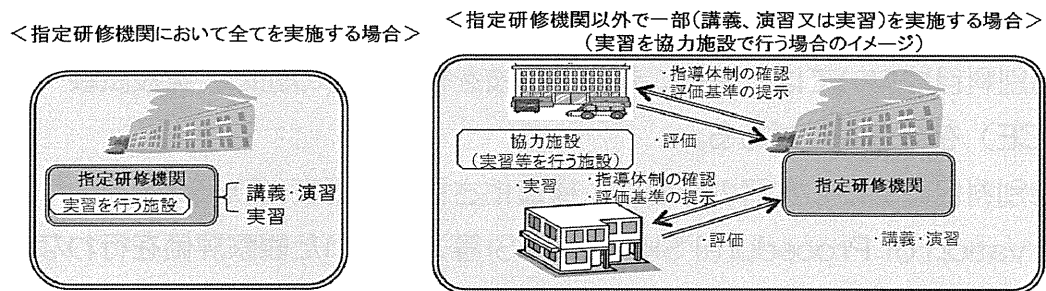 ＜指定研修機関において全てを実施する場合＞
指定研修機関
実習を行う施設
講義・演習
実習
＜指定研修機関以外で一部（講義、演習又は実習）を実施する場合＞
（実習を協力施設で行う場合のイメージ）
・指導体制の確認
・評価基準の提示
協力施設
（実習等を行う施設）
・評価
・実習
・指導体制の確認
・評価基準の提示
・評価
指定研修機関
・講義・演習